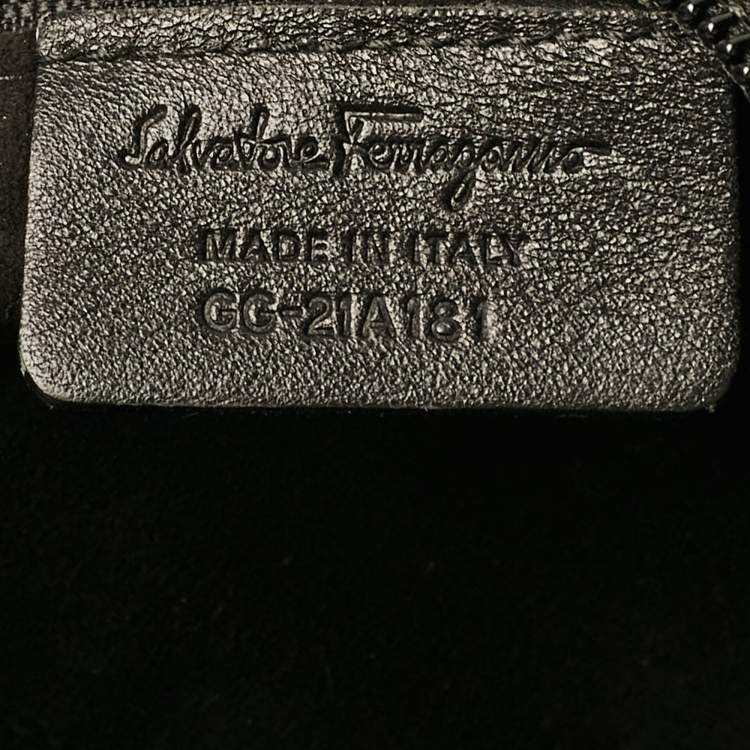 Salvatore Ferragamo
MADE IN ITALY
GG-21A181